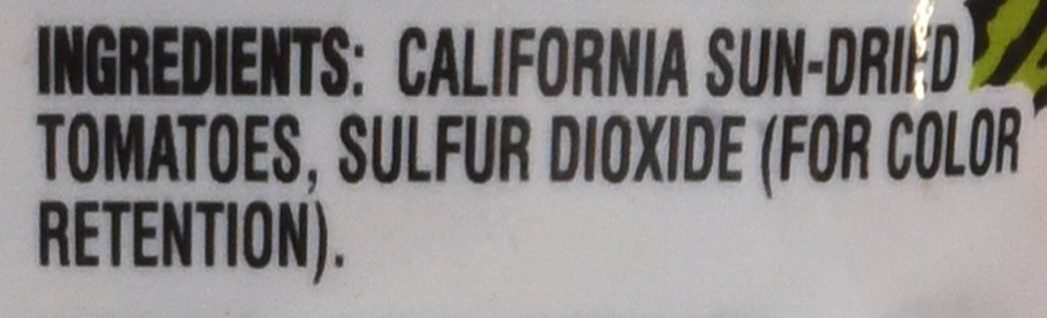 INGREDIENTS: CALIFORNIA SUN-DRIED
TOMATOES, SULFUR DIOXIDE (FOR COLOR
RETENTION).